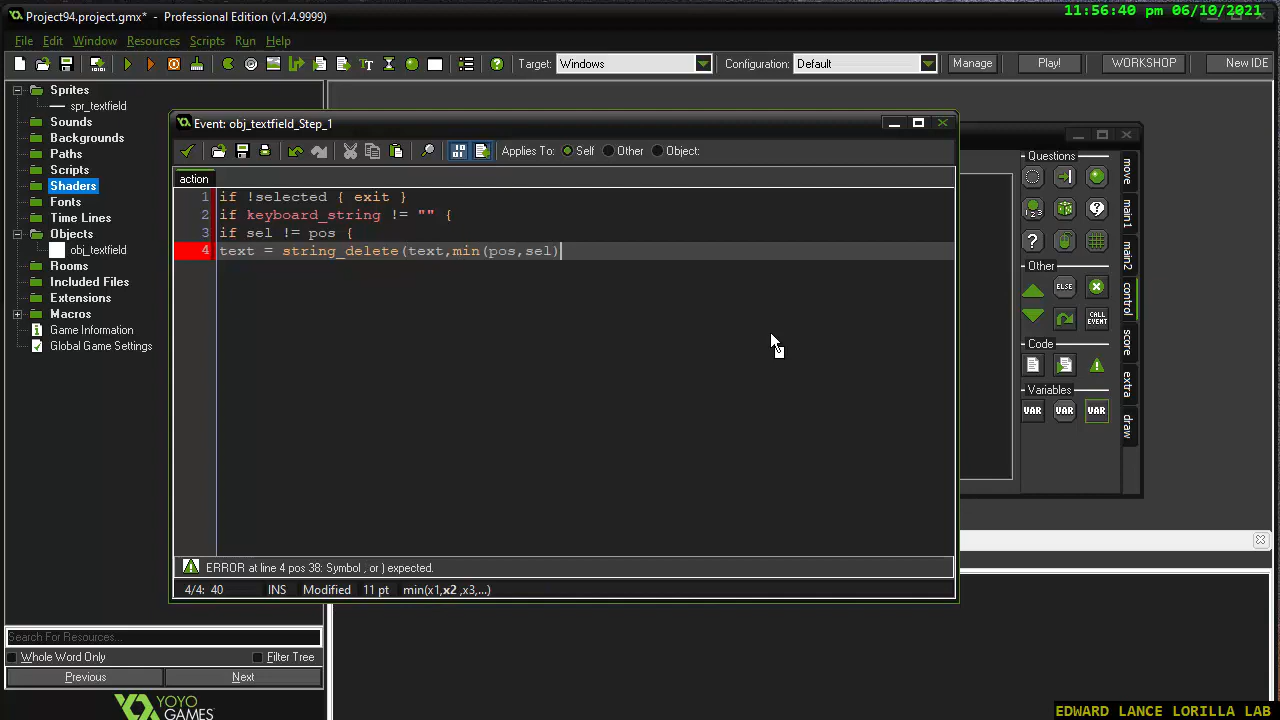 Project94.project.gmx* - Professional Edition (v1.4.9999)
11:56:40 pm 06/10/2021
File Edit Window Resources Scripts Run Help
Target: Windows Configuration: Default Manage Play! WORKSHOP New IDE
Sprites
spr_textfield
Sounds
Backgrounds
Paths
Scripts
Shaders
Fonts
Time Lines
Objects
obj_textfield
Rooms
Included Files
Extensions
Macros
Game Information
Global Game Settings
Search For Resources...
Whole Word Only Filter Tree
Previous Next
YOYO
GAMES
Event: obj_textfield_Step_1
Applies To: Self Other Object:
action
1 if !selected { exit }
2 if keyboard_string != "" {
3 if sel != pos {
4 text = string_delete(text,min(pos,sel)
ERROR at line 4 pos 38: Symbol , or ) expected.
4/4: 40 INS Modified 11 pt min(x1,x2 ,x3,...)
Questions
Other
ELSE
CALL
EVENT
Code
Variables
VAR VAR VAR
move
main1
main2
control
score
extra
draw
EDWARD LANCE LORILLA LAB